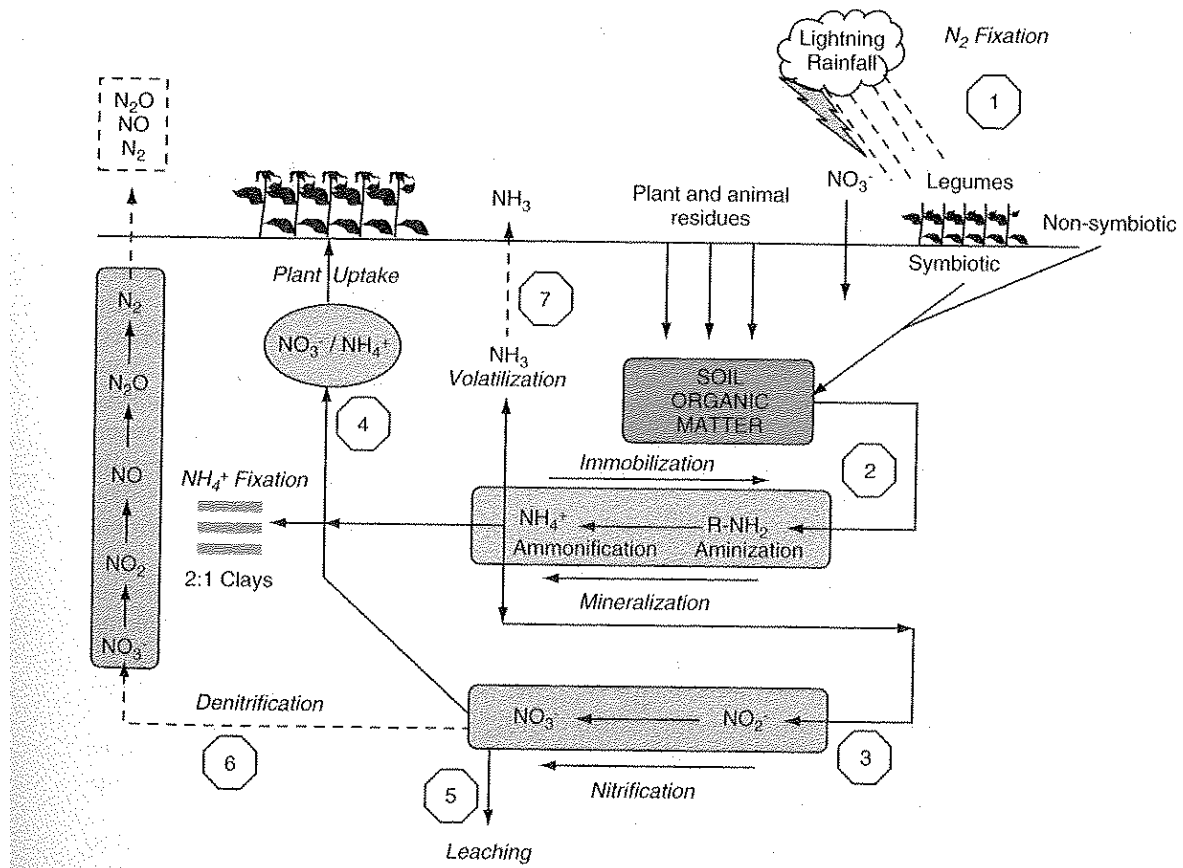 Lightning
Rainfall
N₂ Fixation
1
N₂O
NO
N₂
NO₃⁻
Legumes
Plant and animal
residues
NH₃
Non-symbiotic
Symbiotic
Plant Uptake
7
N₂
NO₃⁻ / NH₄⁺
NH₃
Volatilization
SOIL
ORGANIC
MATTER
N₂O
4
Immobilization
2
NO
NH₄⁺ Fixation
NH₄⁺
R-NH₂
Ammonification
Aminization
NO₂
2:1 Clays
Mineralization
NO₃
Denitrification
NO₃
NO₂⁻
6
3
5
Nitrification
Leaching